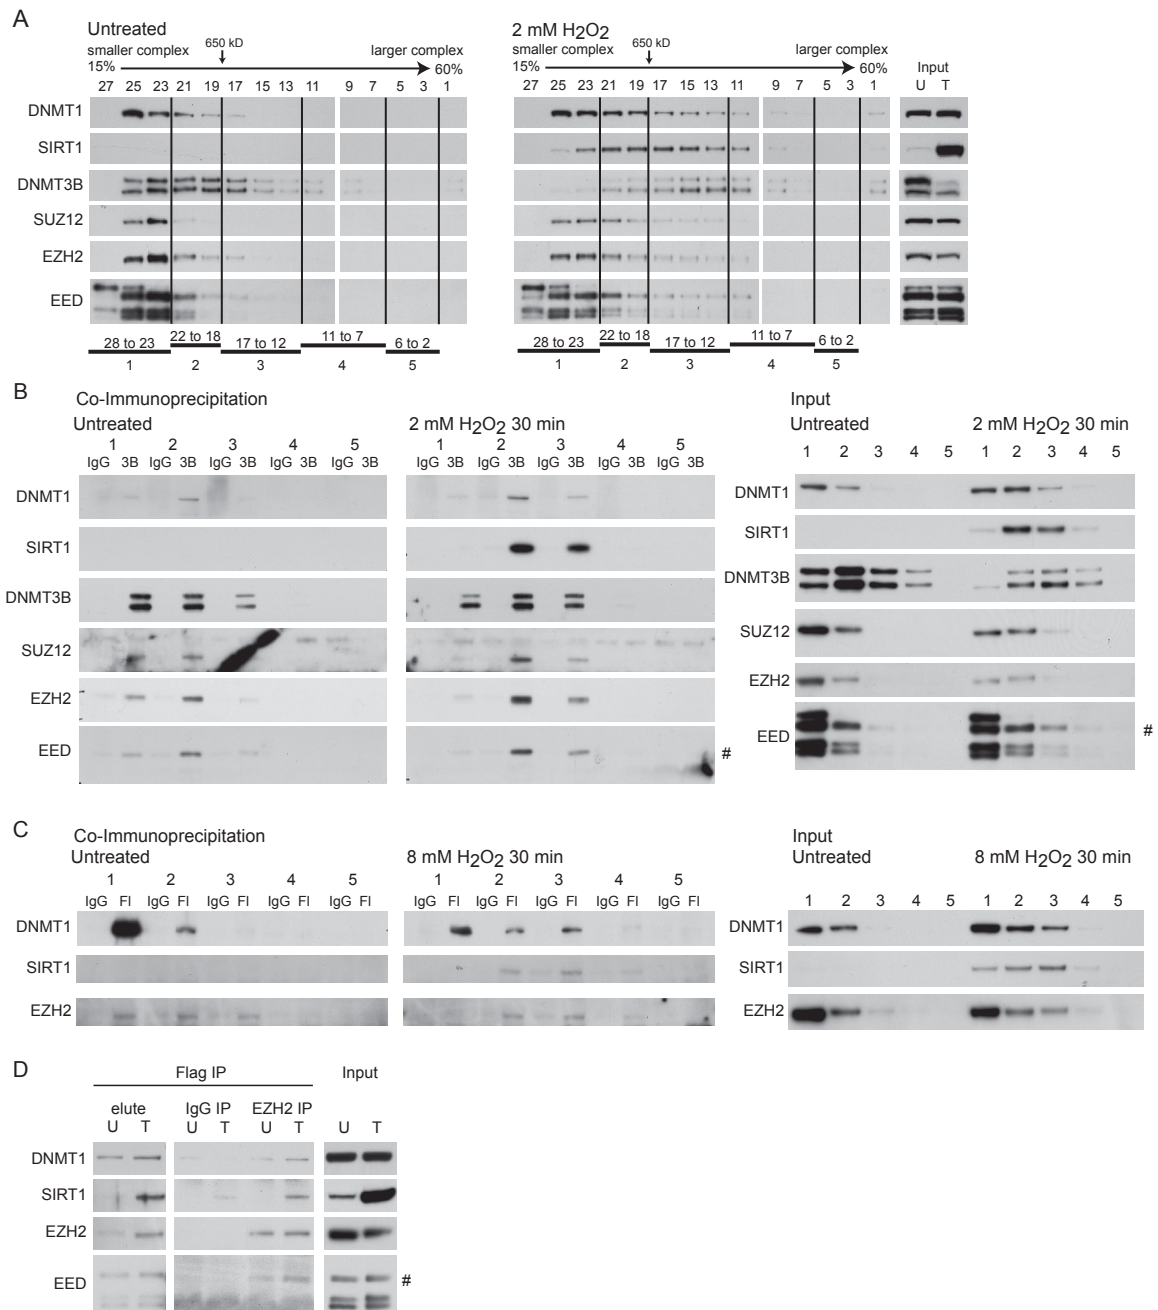 A
Untreated
smaller complex 650 kD larger complex
15% 60%
27 25 23 21 19 17 15 13 11 9 7 5 3 1
2 mM H2O2
smaller complex 650 kD larger complex
15% 60%
27 25 23 21 19 17 15 13 11 9 7 5 3 1
Input
U T
DNMT1
SIRT1
DNMT3B
SUZ12
EZH2
EED
28 to 23 22 to 18 17 to 12 11 to 7 6 to 2
1 2 3 4 5
28 to 23 22 to 18 17 to 12 11 to 7 6 to 2
1 2 3 4 5
B
Co-Immunoprecipitation
Untreated
1 2 3 4 5
IgG 3B IgG 3B IgG 3B IgG 3B IgG 3B
2 mM H2O2 30 min
1 2 3 4 5
IgG 3B IgG 3B IgG 3B IgG 3B IgG 3B
DNMT1
SIRT1
DNMT3B
SUZ12
EZH2
EED
#
Input
Untreated 2 mM H2O2 30 min
1 2 3 4 5 1 2 3 4 5
DNMT1
SIRT1
DNMT3B
SUZ12
EZH2
EED
#
C
Co-Immunoprecipitation
Untreated
1 2 3 4 5
IgG Fl IgG Fl IgG Fl IgG Fl IgG Fl
8 mM H2O2 30 min
1 2 3 4 5
IgG Fl IgG Fl IgG Fl IgG Fl IgG Fl
DNMT1
SIRT1
EZH2
Input
Untreated 8 mM H2O2 30 min
1 2 3 4 5 1 2 3 4 5
DNMT1
SIRT1
EZH2
D
Flag IP Input
elute IgG IP EZH2 IP
U T U T U T U T
DNMT1
SIRT1
EZH2
EED
#